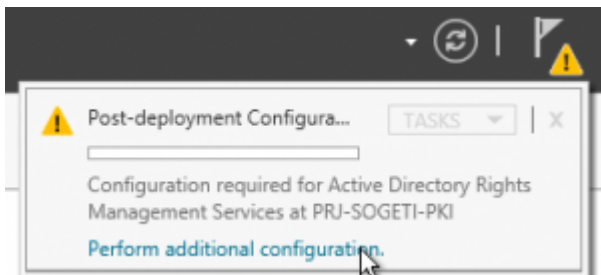 Post-deployment Configura...
TASKS
X
Configuration required for Active Directory Rights
Management Services at PRJ-SOGETI-PKI
Perform additional configuration.